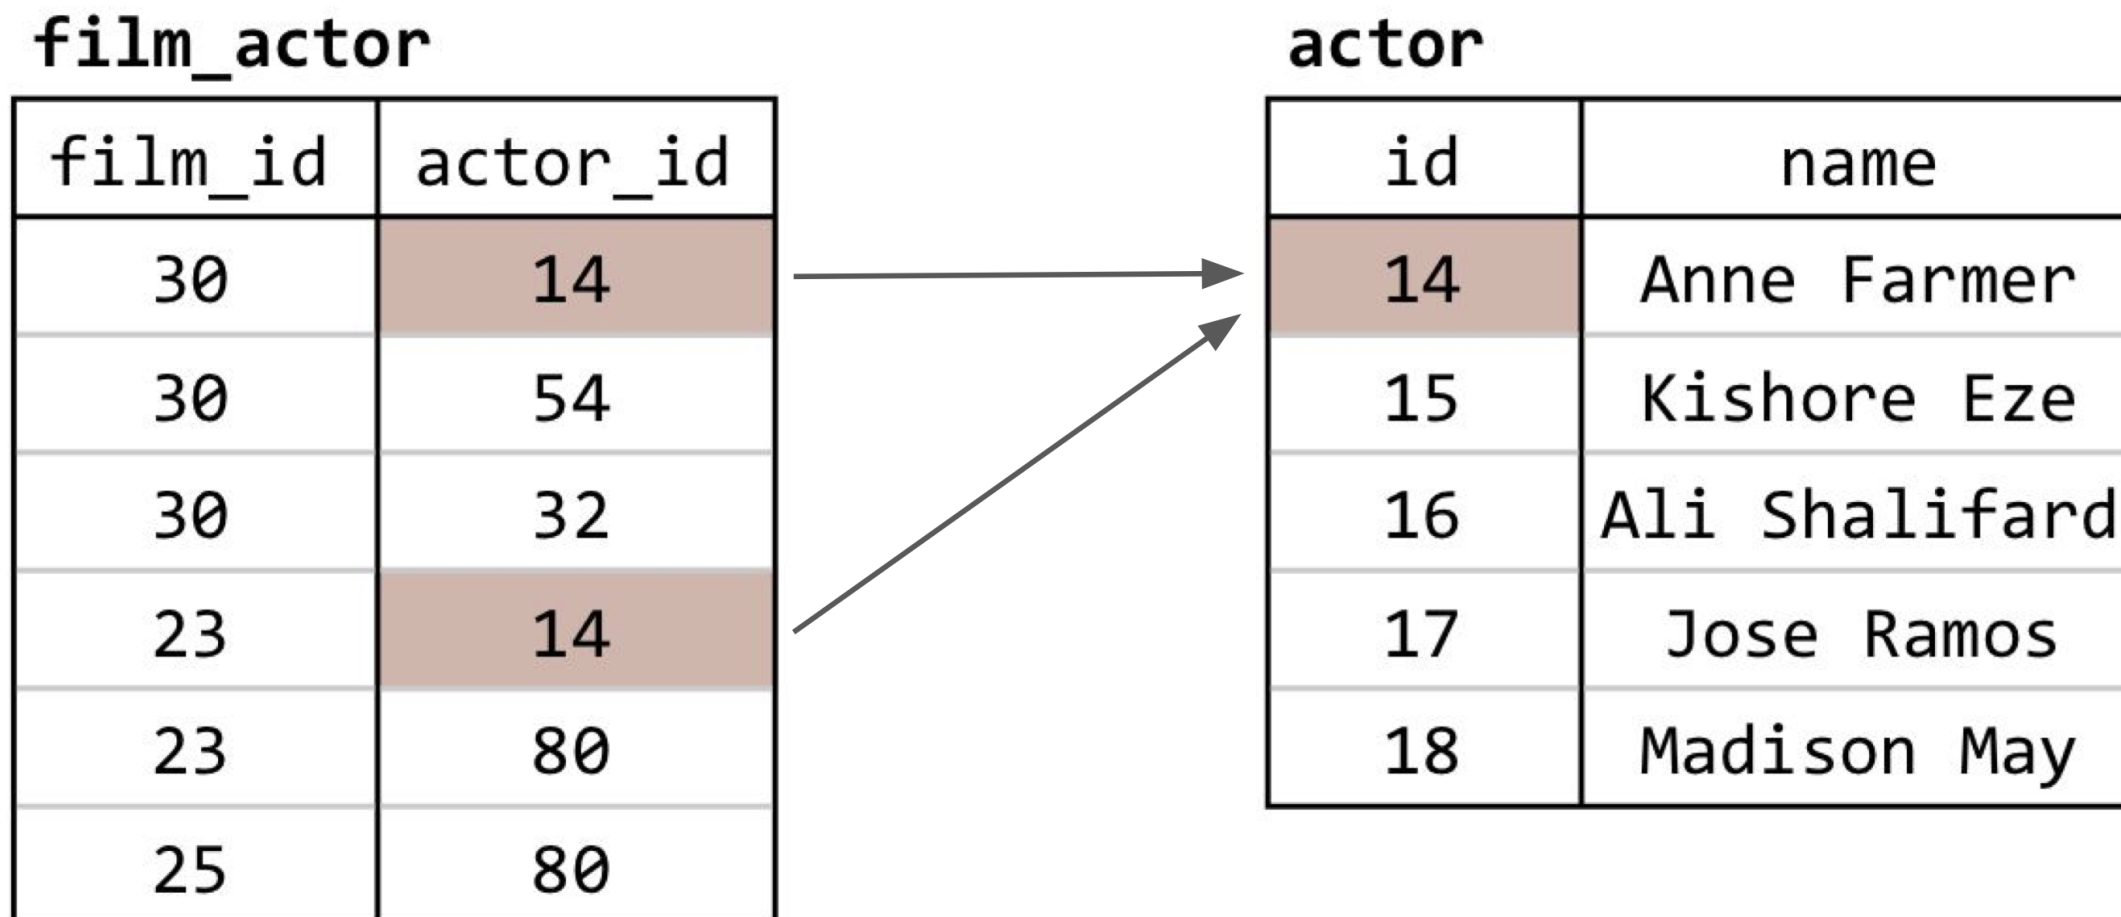 film_actor
film_id actor_id
30 14
30 54
30 32
23 14
23 80
25 80
actor
id name
14 Anne Farmer
15 Kishore Eze
16 Ali Shalifard
17 Jose Ramos
18 Madison May